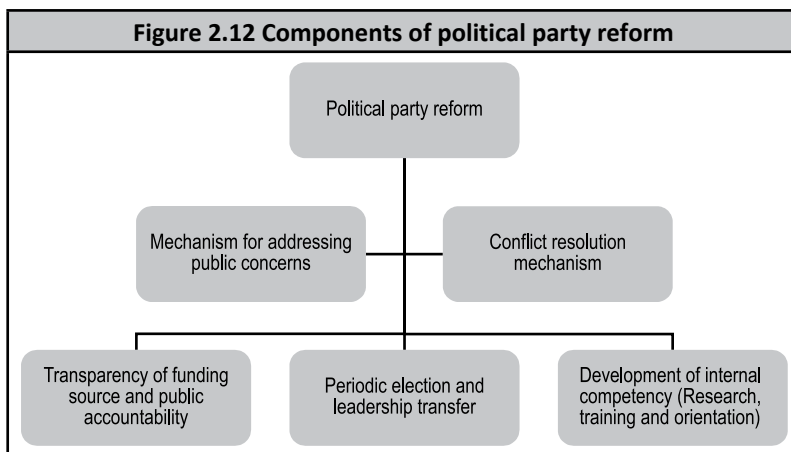 Figure 2.12 Components of political party reform
Political party reform
Mechanism for addressing
public concerns
Conflict resolution
mechanism
Transparency of funding
source and public
accountability
Periodic election and
leadership transfer
Development of internal
competency (Research,
training and orientation)